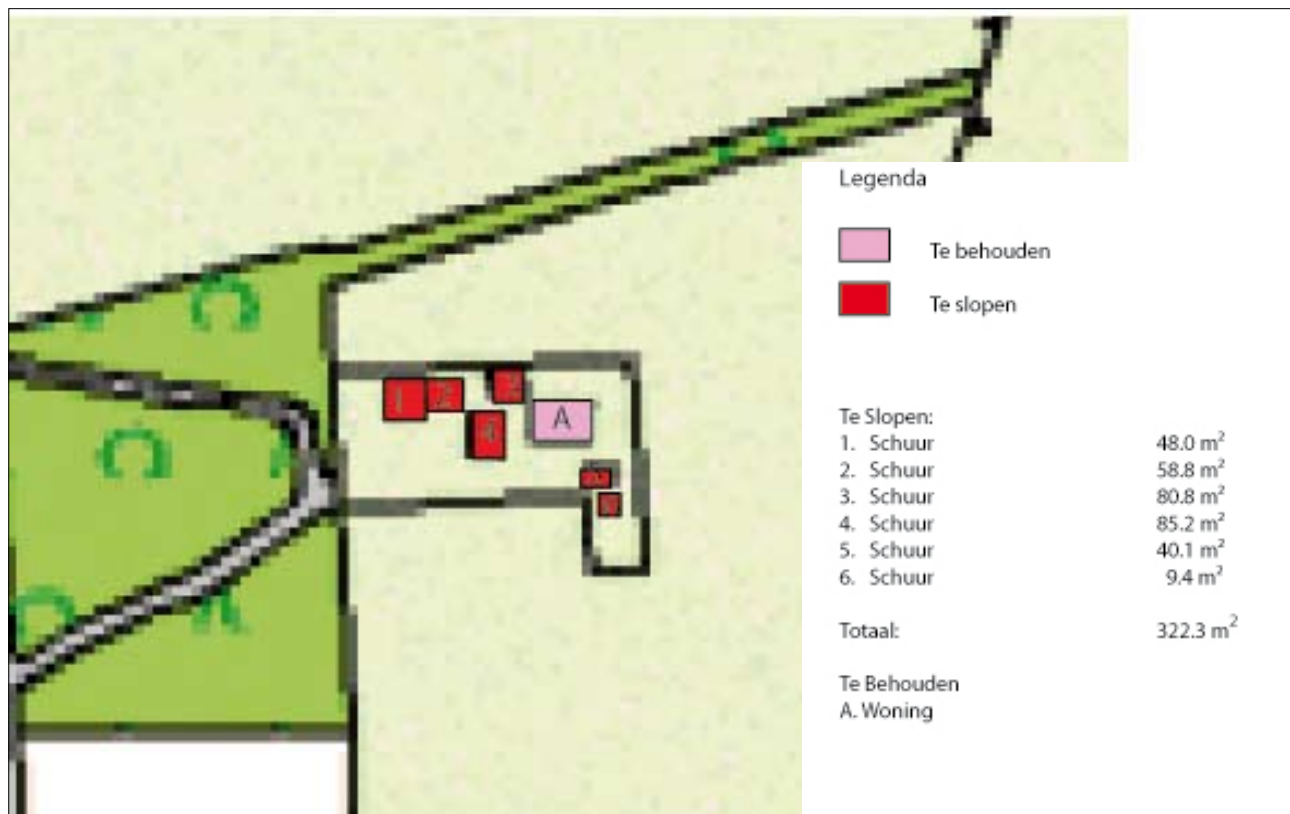 C
C
K
1
2
3
4
A
Legenda
Te behouden
Te slopen
Te Slopen:
1. Schuur 48.0 m²
2. Schuur 58.8 m²
3. Schuur 80.8 m²
4. Schuur 85.2 m²
5. Schuur 40.1 m²
6. Schuur 9.4 m²
Totaal: 322.3 m²
Te Behouden
A. Woning